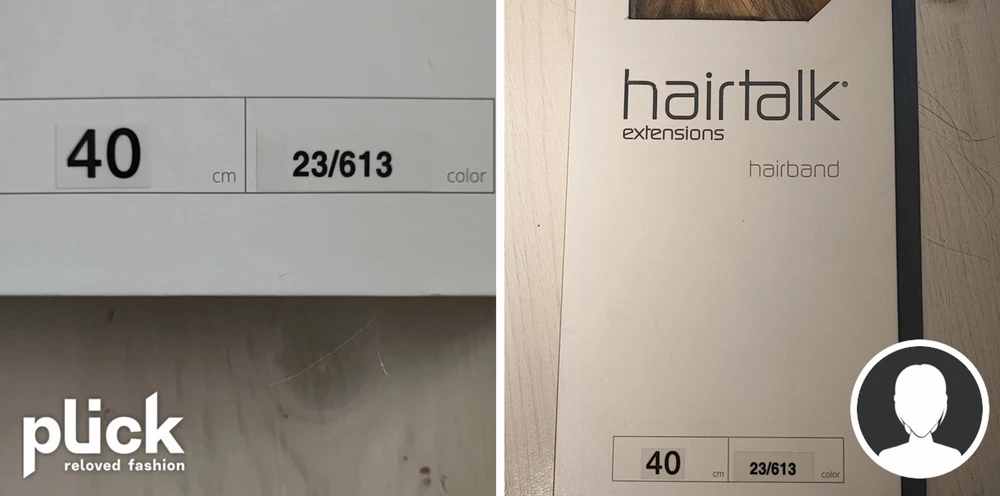 40 cm 23/613 color
plick
reloved fashion
hairtalk®
extensions
hairband
40 cm 23/613 color